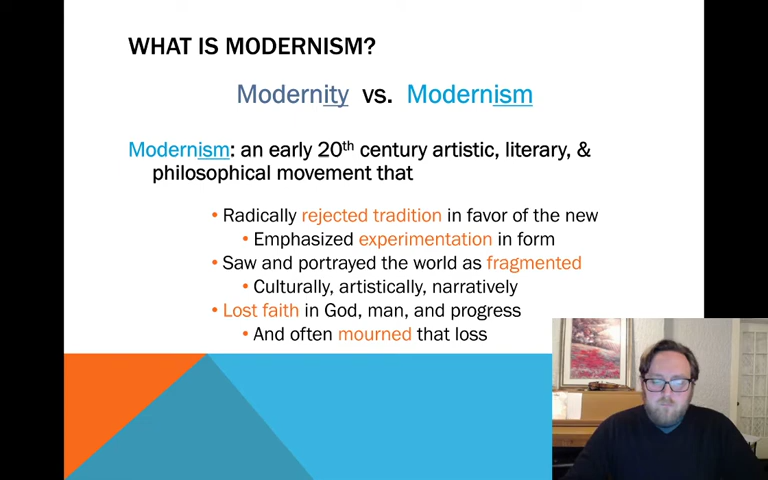 WHAT IS MODERNISM?
Modernity vs. Modernism
Modernism: an early 20th century artistic, literary, &
philosophical movement that
• Radically rejected tradition in favor of the new
• Emphasized experimentation in form
• Saw and portrayed the world as fragmented
• Culturally, artistically, narratively
• Lost faith in God, man, and progress
• And often mourned that loss